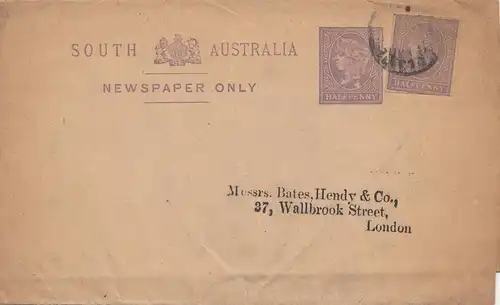 SOUTH AUSTRALIA
NEWSPAPER ONLY
HALFPENNY
HALFPENNY
Messrs. Bates, Hendy & Co.,
37, Wallbrook Street,
London